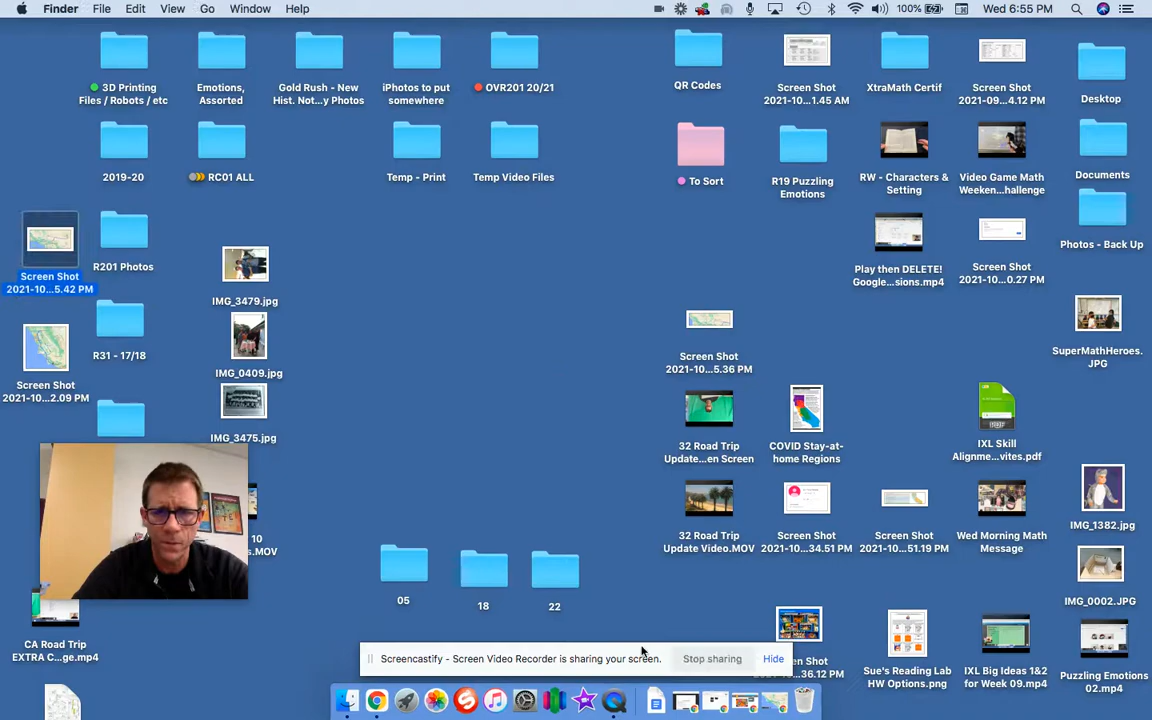 Finder File Edit View Go Window Help
100% Wed 6:55 PM
3D Printing
Files / Robots / etc
Emotions,
Assorted
Gold Rush - New
Hist. Not...y Photos
iPhotos to put
somewhere
OVR201 20/21
QR Codes
Screen Shot
2021-10...1.45 AM
XtraMath Certif
Screen Shot
2021-09...4.12 PM
Desktop
2019-20
RC01 ALL
Temp - Print
Temp Video Files
To Sort
R19 Puzzling
Emotions
RW - Characters &
Setting
Video Game Math
Weeken...hallenge
Documents
Screen Shot
2021-10...5.42 PM
R201 Photos
IMG_3479.jpg
Play then DELETE!
Google...sions.mp4
Screen Shot
2021-10...0.27 PM
Photos - Back Up
Screen Shot
2021-10...2.09 PM
R31 - 17/18
IMG_0409.jpg
Screen Shot
2021-10...5.36 PM
SuperMathHeroes.
JPG
IMG_3475.jpg
32 Road Trip
Update...en Screen
COVID Stay-at-
home Regions
IXL Skill
Alignme...vites.pdf
10
s.MOV
32 Road Trip
Update Video.MOV
Screen Shot
2021-10...34.51 PM
Screen Shot
2021-10...51.19 PM
Wed Morning Math
Message
IMG_1382.jpg
05
18
22
IMG_0002.JPG
CA Road Trip
EXTRA C...ge.mp4
Screencastify - Screen Video Recorder is sharing your screen.
Stop sharing
Hide
n Shot
36.12 PM
Sue's Reading Lab
HW Options.png
IXL Big Ideas 1&2
for Week 09.mp4
Puzzling Emotions
02.mp4